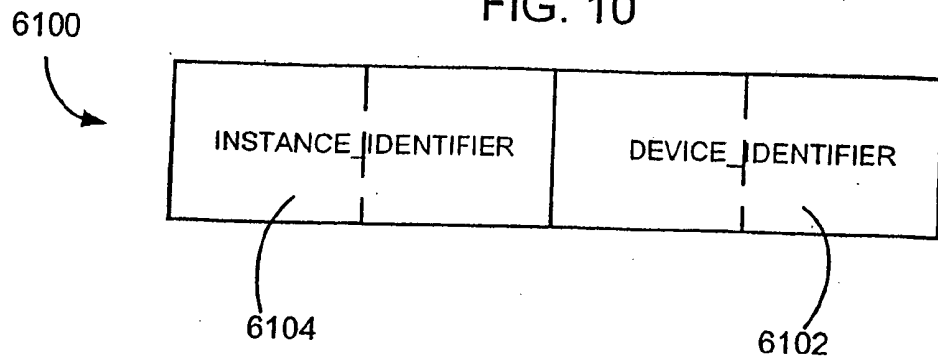 FIG. 10
6100
INSTANCE_IDENTIFIER DEVICE_IDENTIFIER
6104
6102